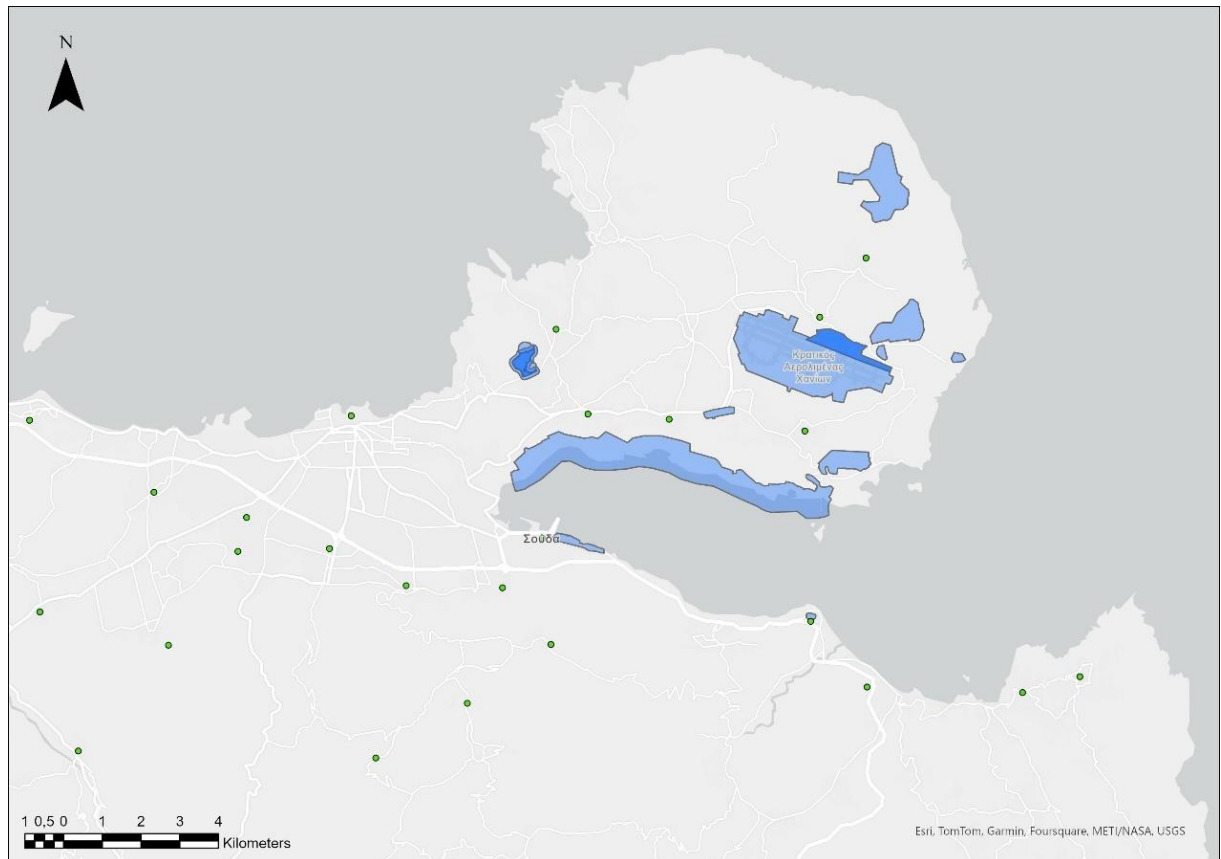 N
Κρατικός
Αερολιμένας
Χανίων
Σούδα
1 0,5 0 1 2 3 4
Kilometers
Esri, TomTom, Garmin, Foursquare, METI/NASA, USGS